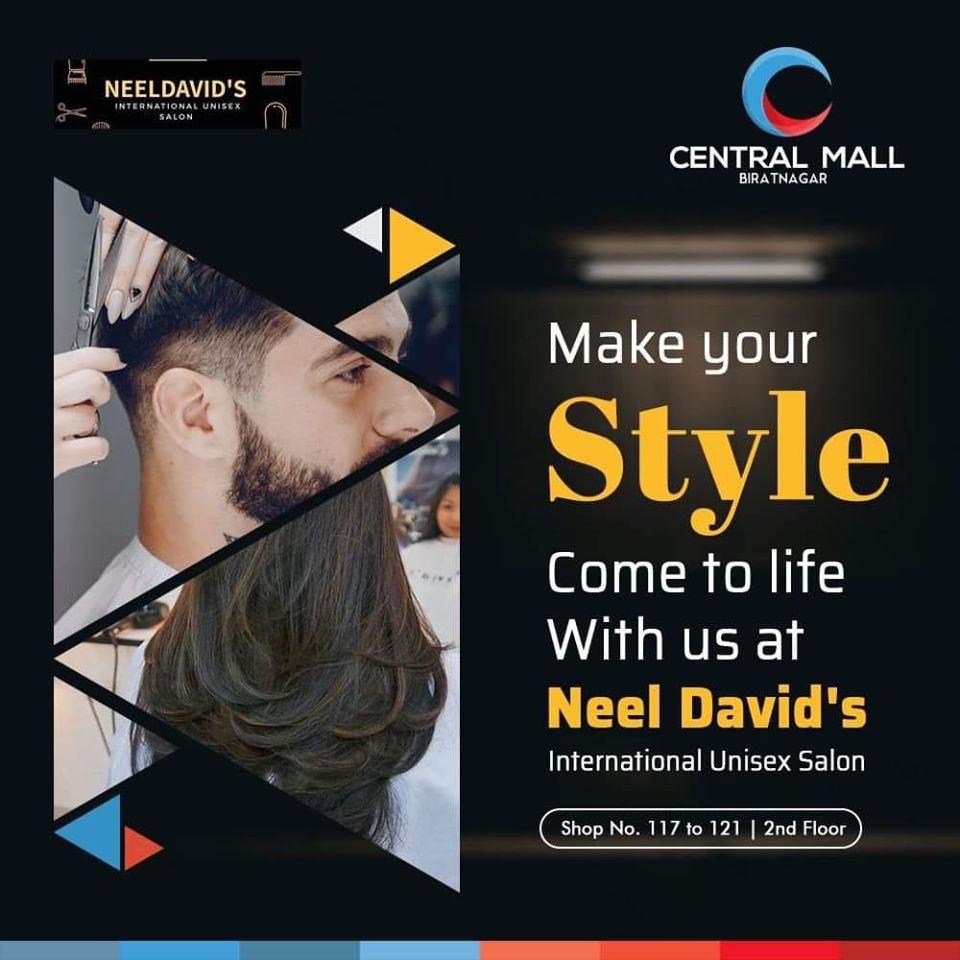 NEELDAVID'S
INTERNATIONAL UNISEX
SALON
CENTRAL MALL
BIRATNAGAR
Make your
Style
Come to life
With us at
Neel David's
International Unisex Salon
Shop No. 117 to 121 | 2nd Floor